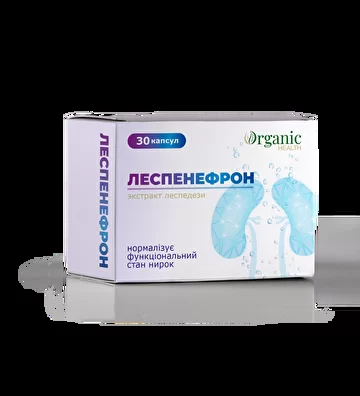 30 капсул
Organic
HEALTH
ЛЕСПЕНЕФРОН
ЛЕСПЕНЕФРОН
экстракт леспедези
нормалізує
функціональний
стан нирок